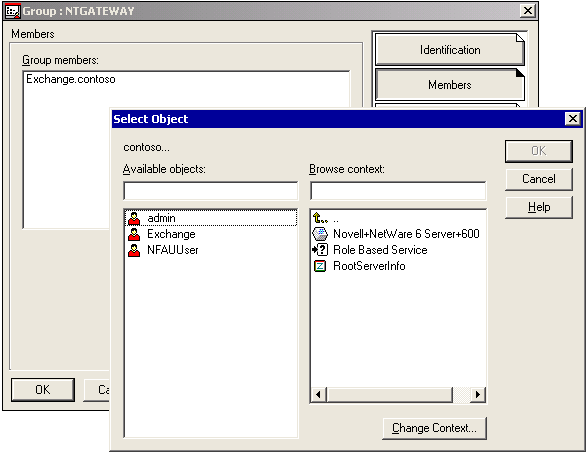 Group : NTGATEWAY
Members
Group members:
Exchange.contoso
Identification
Members
OK
Select Object
contoso...
Available objects:
admin
Exchange
NFAUUser
Browse context:
..
Novell+NetWare 6 Server+600
Role Based Service
RootServerInfo
OK
Cancel
Help
Change Context...